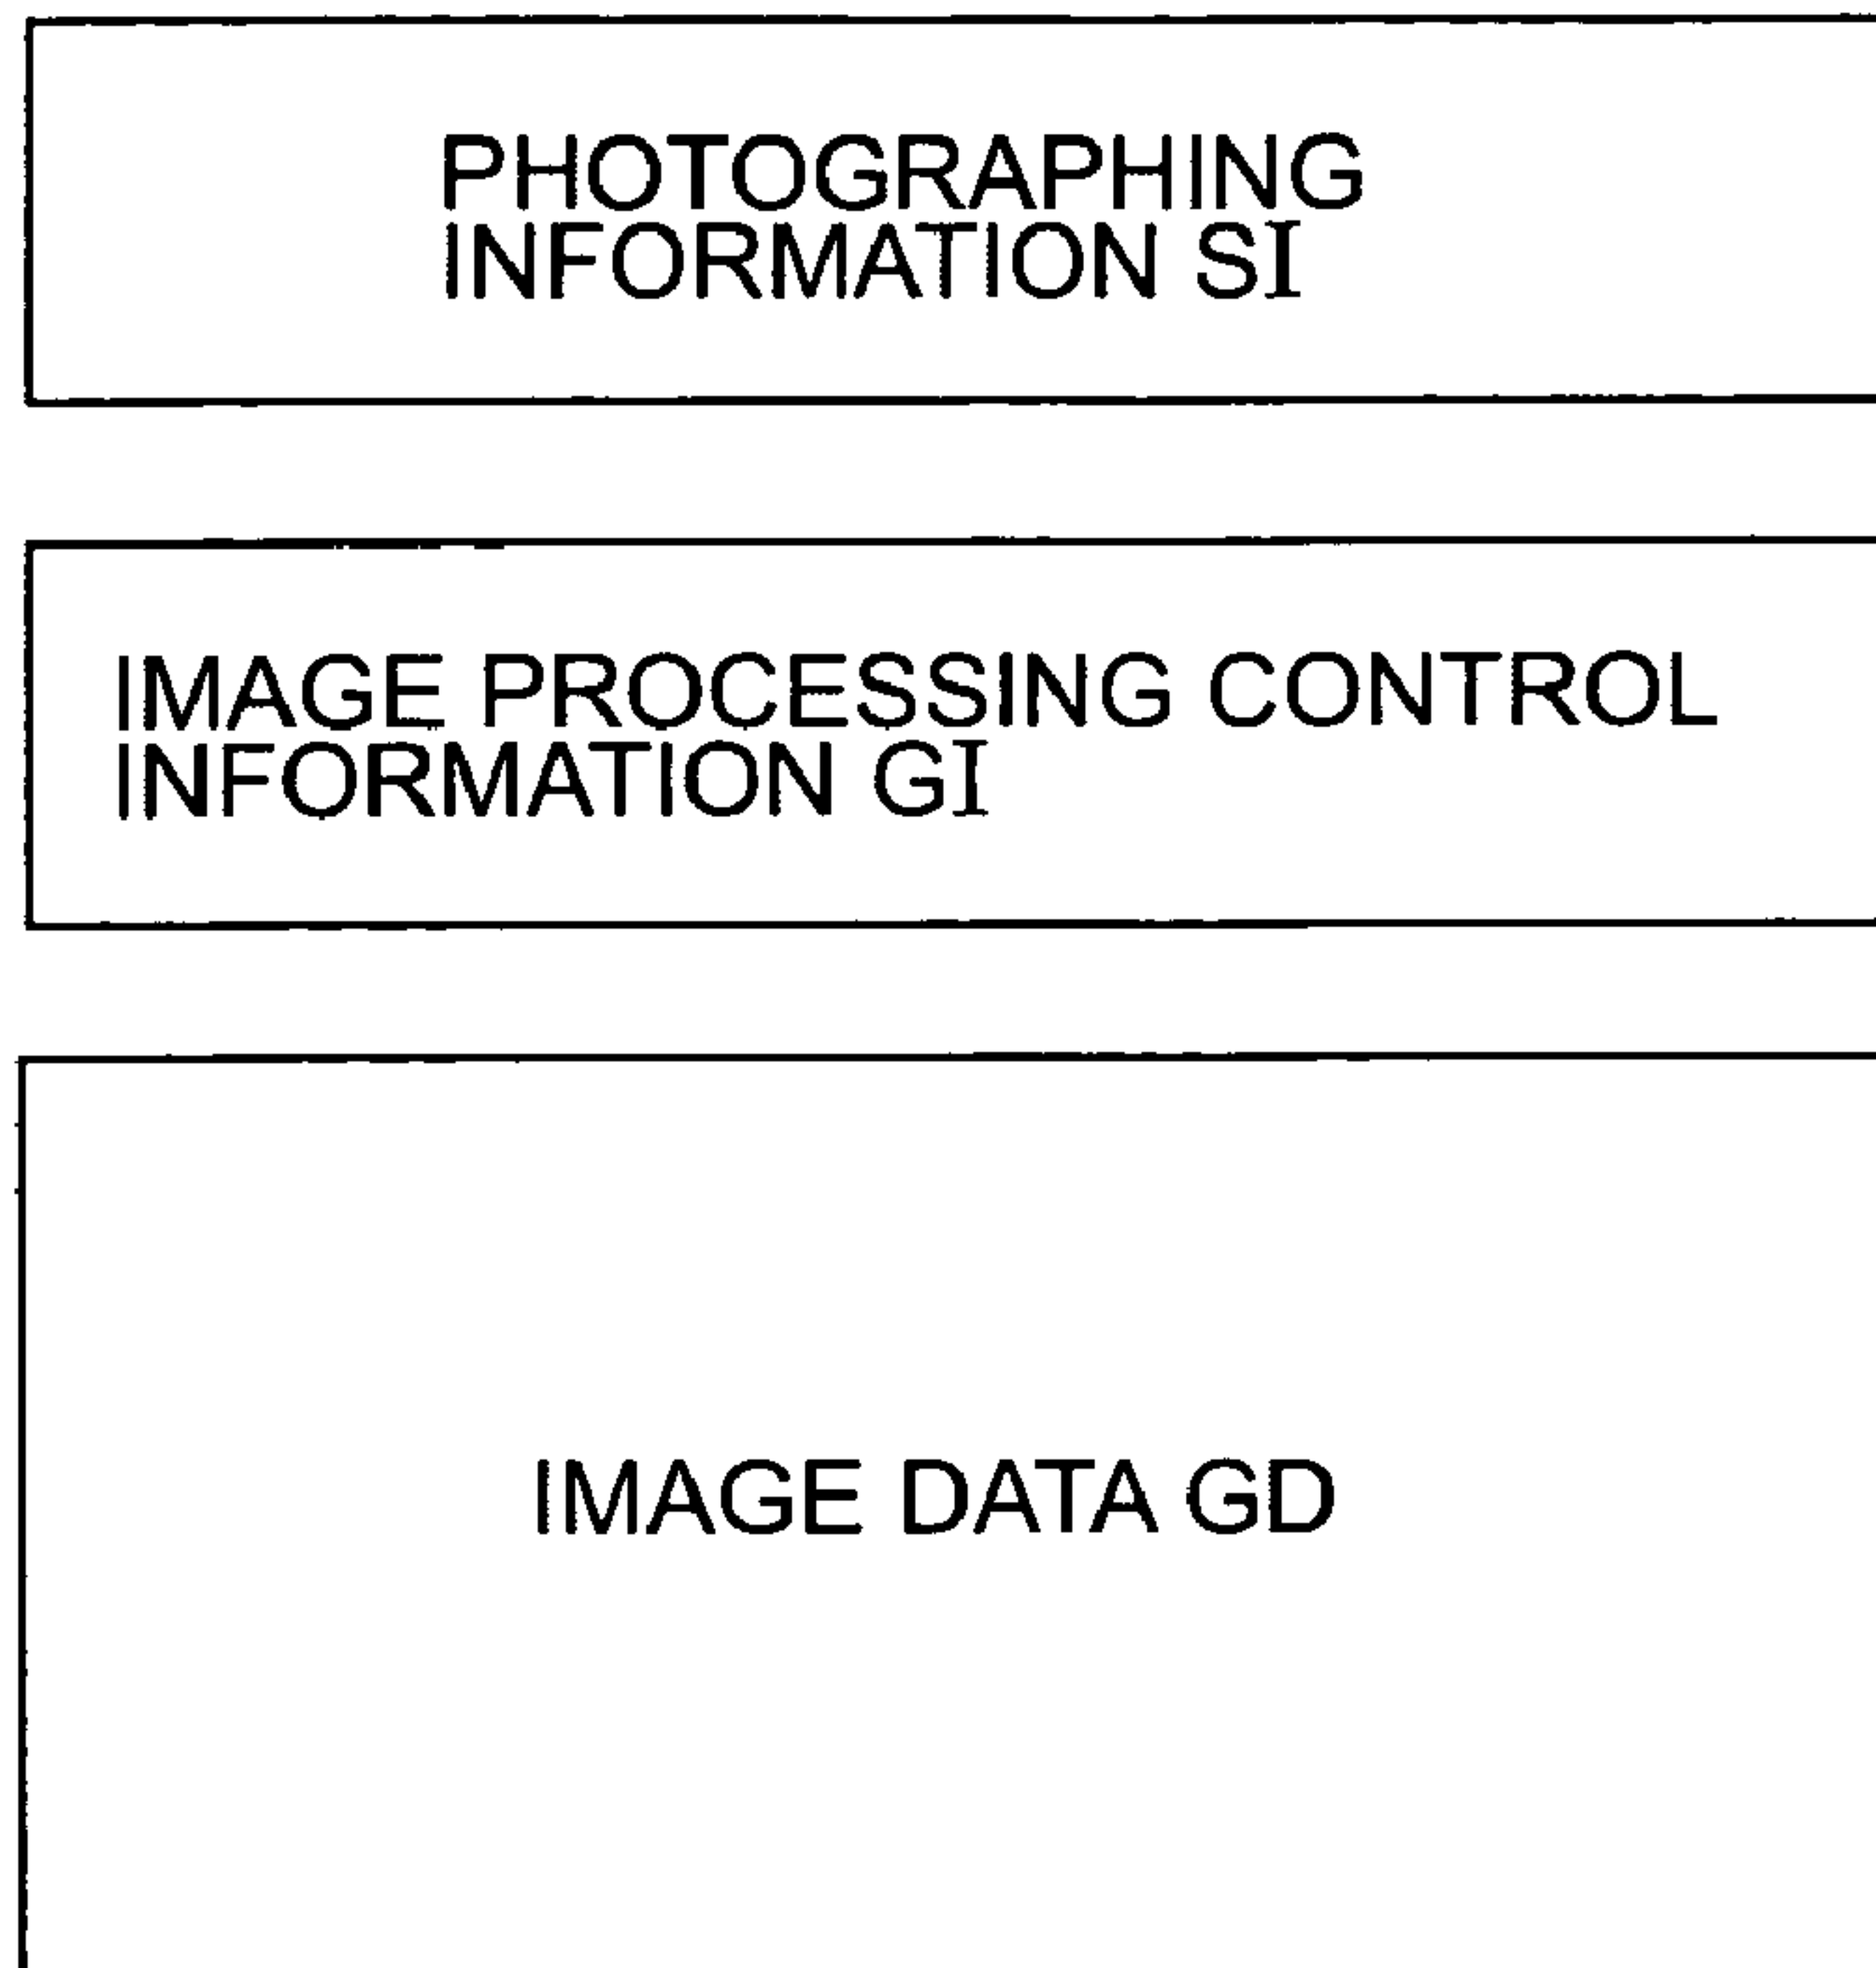 PHOTOGRAPHING
INFORMATION SI
IMAGE PROCESSING CONTROL
INFORMATION GI
IMAGE DATA GD